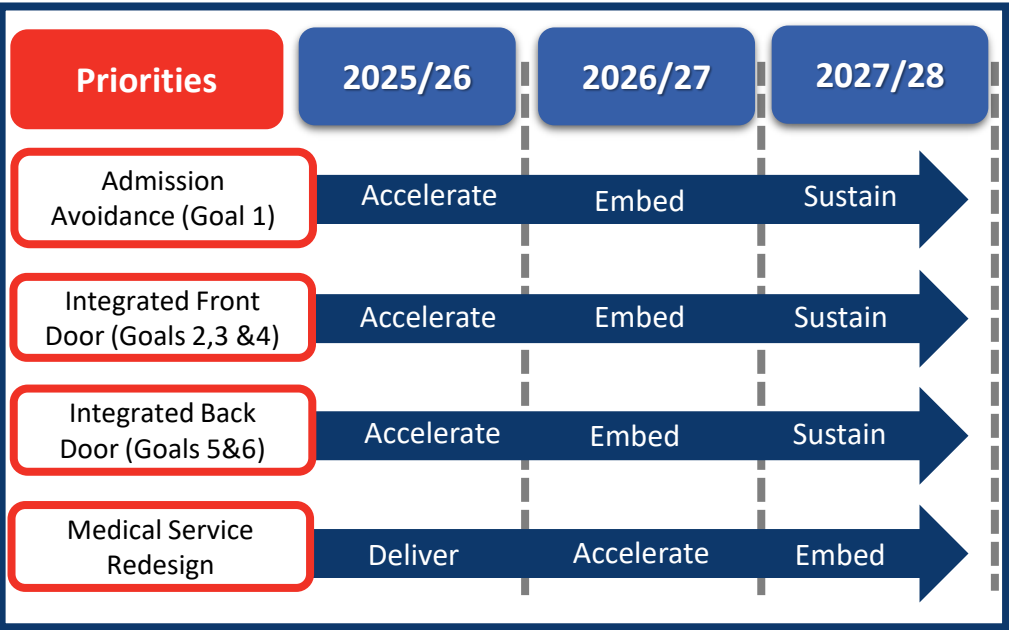 Priorities
2025/26
2026/27
2027/28
Admission
Avoidance (Goal 1)
Accelerate
Embed
Sustain
Integrated Front
Door (Goals 2,3 &4)
Accelerate
Embed
Sustain
Integrated Back
Door (Goals 5&6)
Accelerate
Embed
Sustain
Medical Service
Redesign
Deliver
Accelerate
Embed